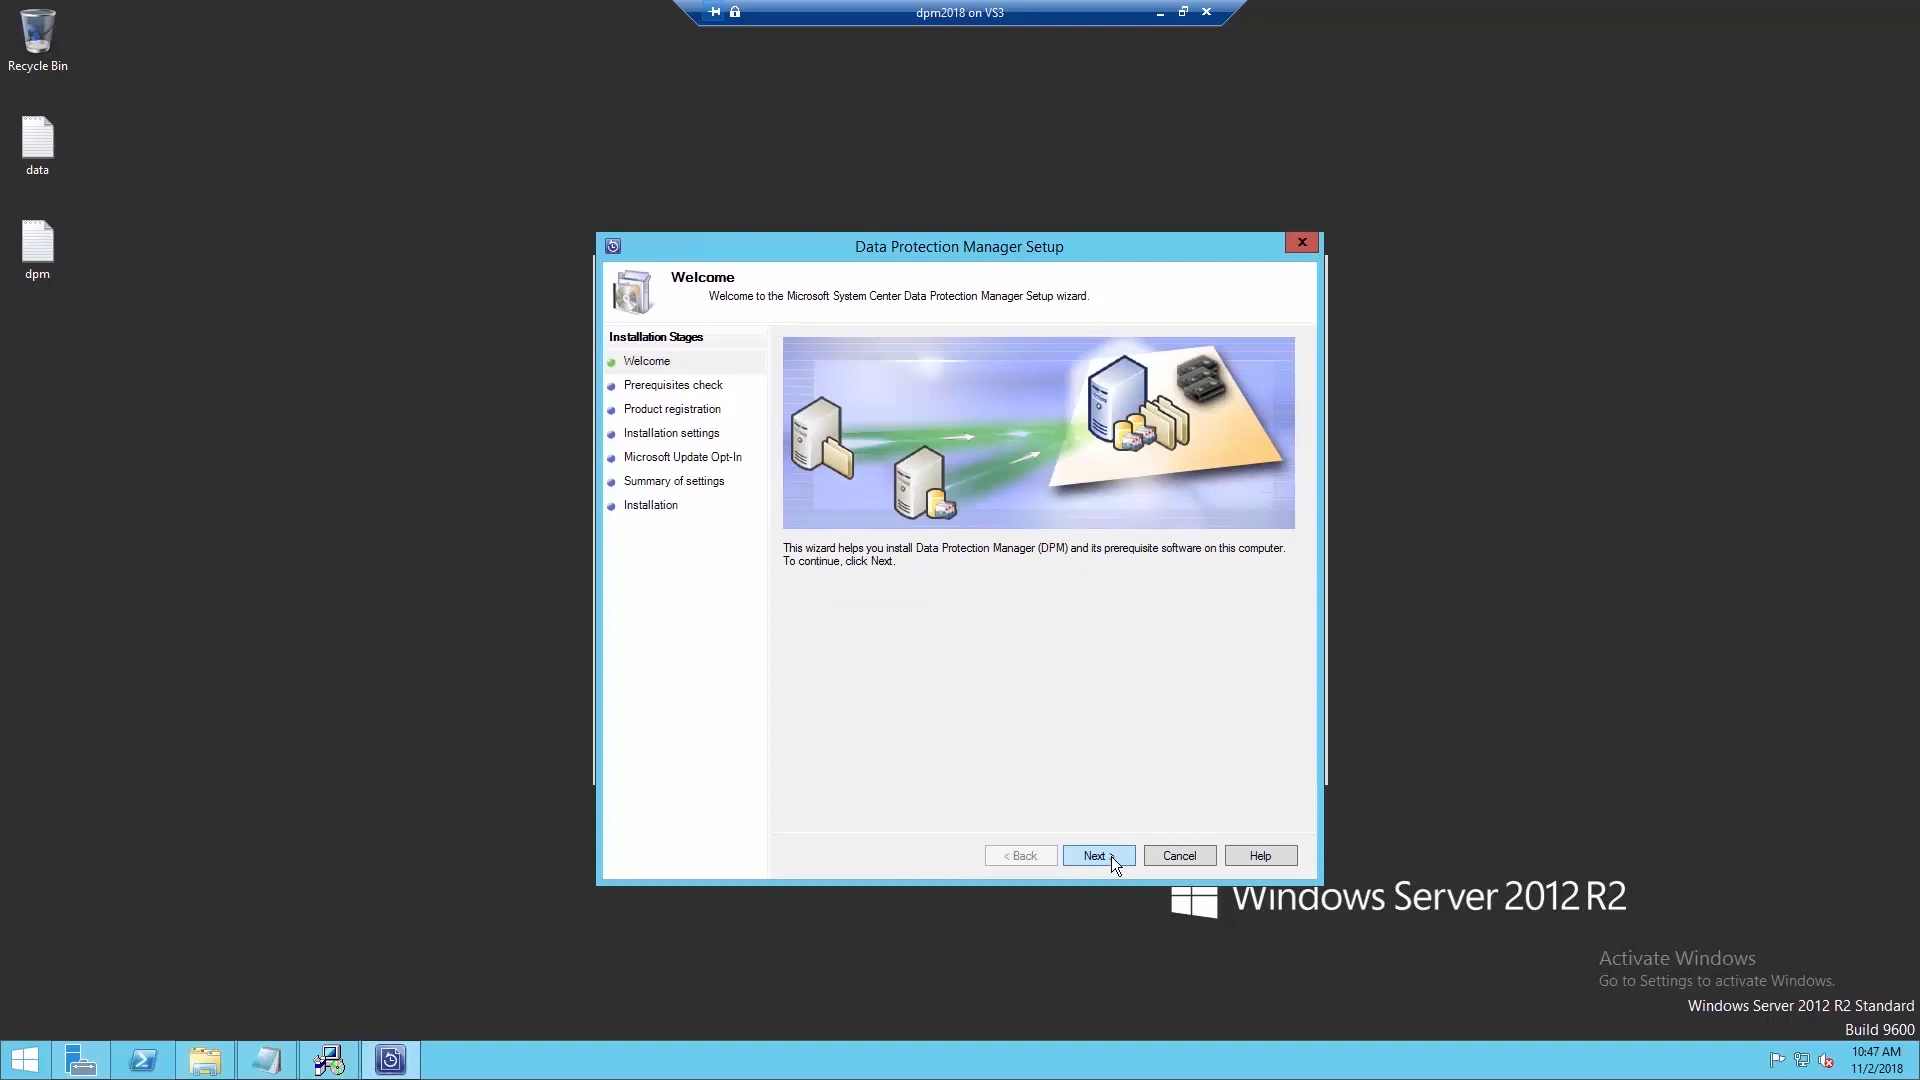 dpm2018 on VS3
Recycle Bin
data
dpm
Data Protection Manager Setup
x
Welcome
Welcome to the Microsoft System Center Data Protection Manager Setup wizard.
Installation Stages
Welcome
Prerequisites check
Product registration
Installation settings
Microsoft Update Opt-In
Summary of settings
Installation
This wizard helps you install Data Protection Manager (DPM) and its prerequisite software on this computer.
To continue, click Next.
< Back
Next >
Cancel
Help
Windows Server 2012 R2
Activate Windows
Go to Settings to activate Windows.
Windows Server 2012 R2 Standard
Build 9600
10:47 AM
11/2/2018